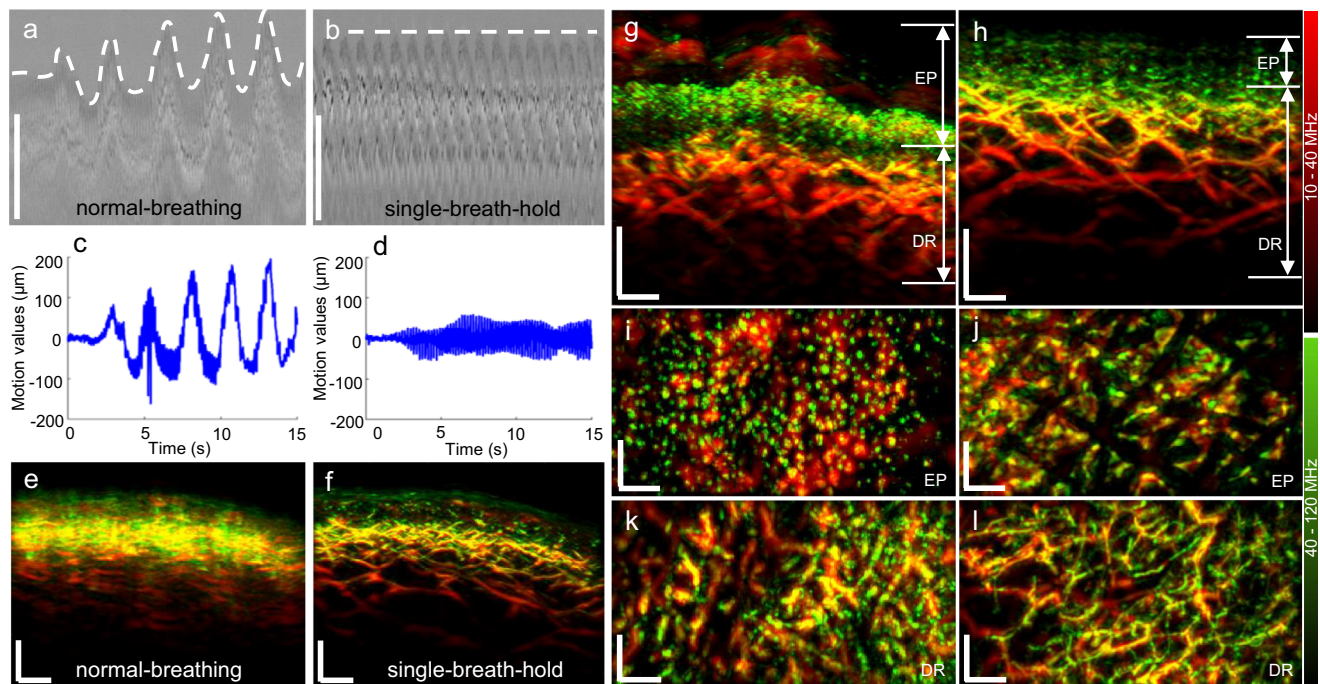 a
normal-breathing
b
single-breath-hold
c
Motion values (µm)
200
100
0
-100
-200
0
5
10
15
Time (s)
d
Motion values (µm)
200
100
0
-100
-200
0
5
10
15
Time (s)
e
normal-breathing
f
single-breath-hold
g
EP
DR
h
EP
DR
i
EP
j
EP
k
DR
l
DR
10 - 40 MHz
40 - 120 MHz